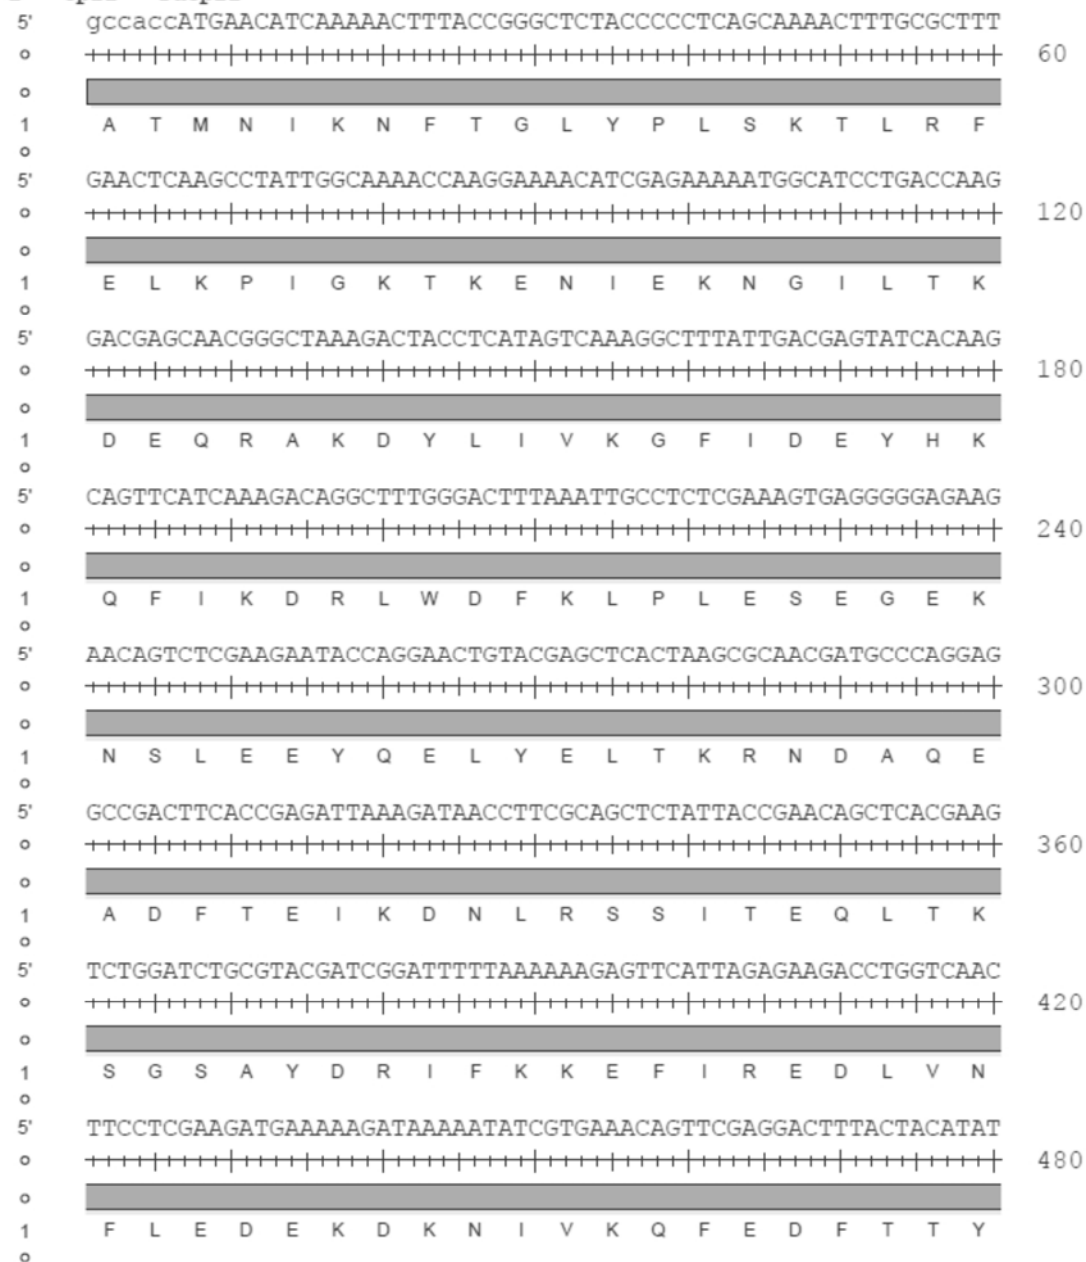 5' gccaccATGAACATCAAAAACTTTACCGGGCTCTACCCCCTCAGCAAAACTTTGCGCTTT
o 60
o
1 A T M N I K N F T G L Y P L S K T L R F
o
5' GAACTCAAGCCTATTGGCAAAACCAAGGAAAACATCGAGAAAAATGGCATCCTGACCAAG
o 120
o
1 E L K P I G K T K E N I E K N G I L T K
o
5' GACGAGCAACGGGCTAAAGACTACCTCATAGTCAAAGGCTTTATTGACGAGTATCACAAG
o 180
o
1 D E Q R A K D Y L I V K G F I D E Y H K
o
5' CAGTTCATCAAAGACAGGCTTTGGGACTTTAAATTGCCTCTCGAAAGTGAGGGGGAGAAG
o 240
o
1 Q F I K D R L W D F K L P L E S E G E K
o
5' AACAGTCTCGAAGAATACCAGGAACTGTACGAGCTCACTAAGCGCAACGATGCCCAGGAG
o 300
o
1 N S L E E Y Q E L Y E L T K R N D A Q E
o
5' GCCGACTTCACCGAGATTAAAGATAACCTTCGCAGCTCTATTACCGAACAGCTCACGAAG
o 360
o
1 A D F T E I K D N L R S S I T E Q L T K
o
5' TCTGGATCTGCGTACGATCGGATTTTTAAAAAAGAGTTCATTAGAGAAGACCTGGTCAAC
o 420
o
1 S G S A Y D R I F K K E F I R E D L V N
o
5' TTCCTCGAAGATGAAAAAGATAAAAATATCGTGAAACAGTTCGAGGACTTTACTACATAT
o 480
o
1 F L E D E K D K N I V K Q F E D F T T Y
o